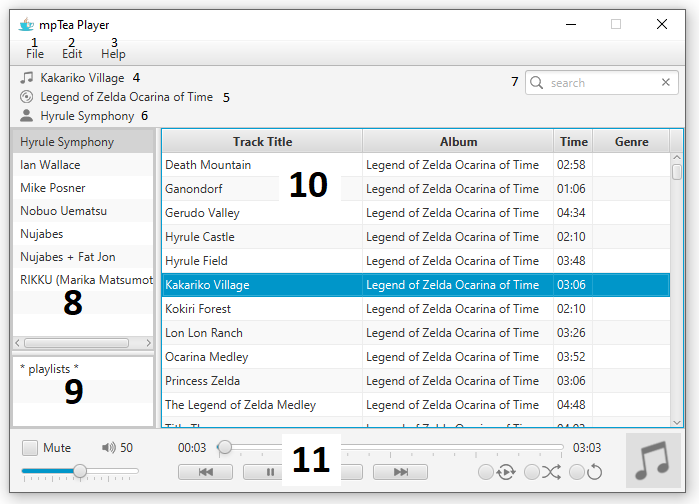 mpTea Player
1 2 3
File Edit Help
Kakariko Village 4
7 search
Legend of Zelda Ocarina of Time 5
Hyrule Symphony 6
Hyrule Symphony
Ian Wallace
Mike Posner
Nobuo Uematsu
Nujabes
Nujabes + Fat Jon
RIKKU (Marika Matsumot
8
* playlists *
9
Track Title Album Time Genre
Death Mountain Legend of Zelda Ocarina of Time 02:58
10
Ganondorf Legend of Zelda Ocarina of Time 01:06
Gerudo Valley Legend of Zelda Ocarina of Time 04:34
Hyrule Castle Legend of Zelda Ocarina of Time 02:10
Hyrule Field Legend of Zelda Ocarina of Time 03:48
Kakariko Village Legend of Zelda Ocarina of Time 03:06
Kokiri Forest Legend of Zelda Ocarina of Time 02:10
Lon Lon Ranch Legend of Zelda Ocarina of Time 03:26
Ocarina Medley Legend of Zelda Ocarina of Time 03:52
Princess Zelda Legend of Zelda Ocarina of Time 03:06
The Legend of Zelda Medley Legend of Zelda Ocarina of Time 04:48
Mute 50 00:03 03:03
11